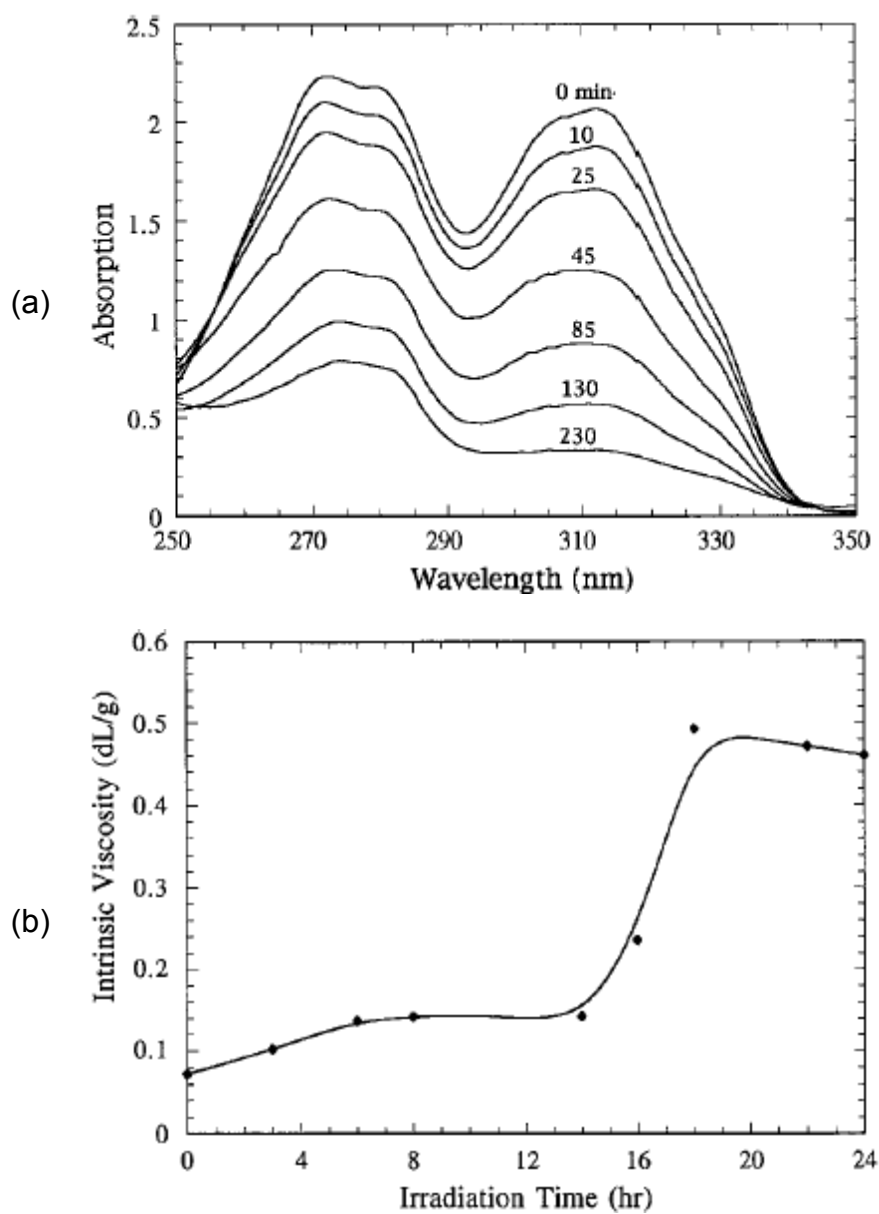 (a)
Absorption
2.5
2
1.5
1
0.5
0
0 min.
10
25
45
85
130
230
250 270 290 310 330 350
Wavelength (nm)
(b)
Intrinsic Viscosity (dL/g)
0.6
0.5
0.4
0.3
0.2
0.1
0
0 4 8 12 16 20 24
Irradiation Time (hr)